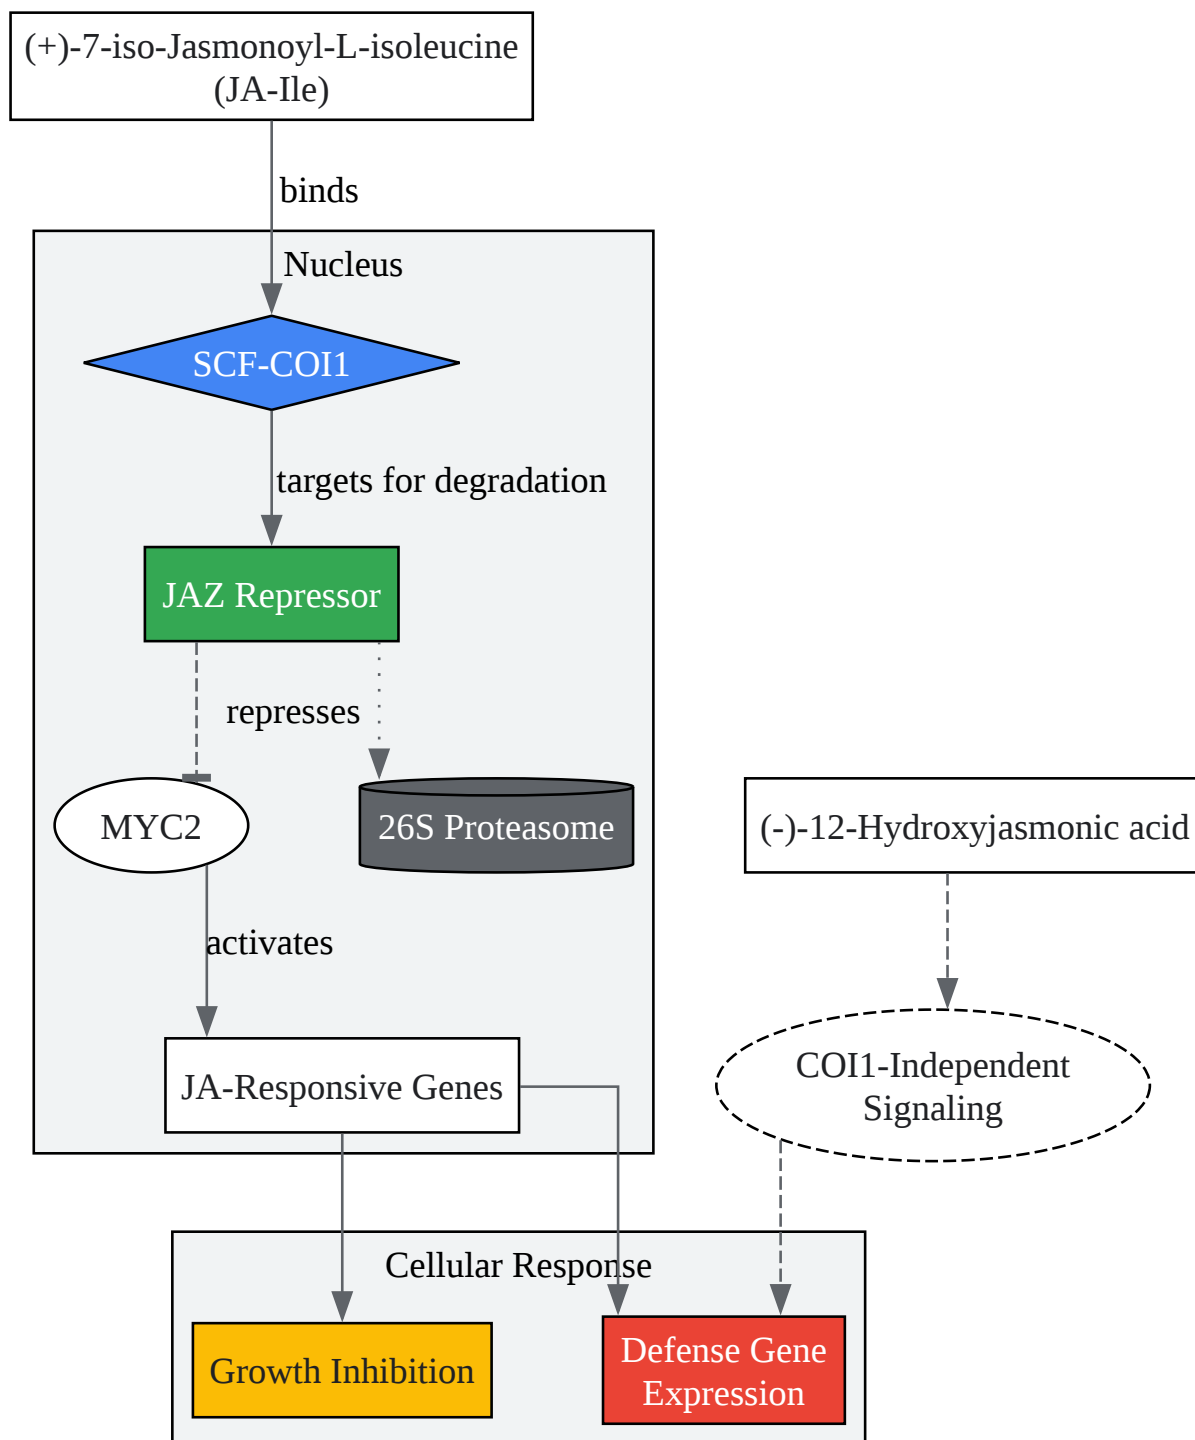 (+)-7-iso-Jasmonoyl-L-isoleucine
(JA-Ile)
binds
Nucleus
SCF-COI1
targets for degradation
JAZ Repressor
represses
MYC2
26S Proteasome
(-)-12-Hydroxyjasmonic acid
activates
COI1-Independent
Signaling
JA-Responsive Genes
Cellular Response
Growth Inhibition
Defense Gene
Expression